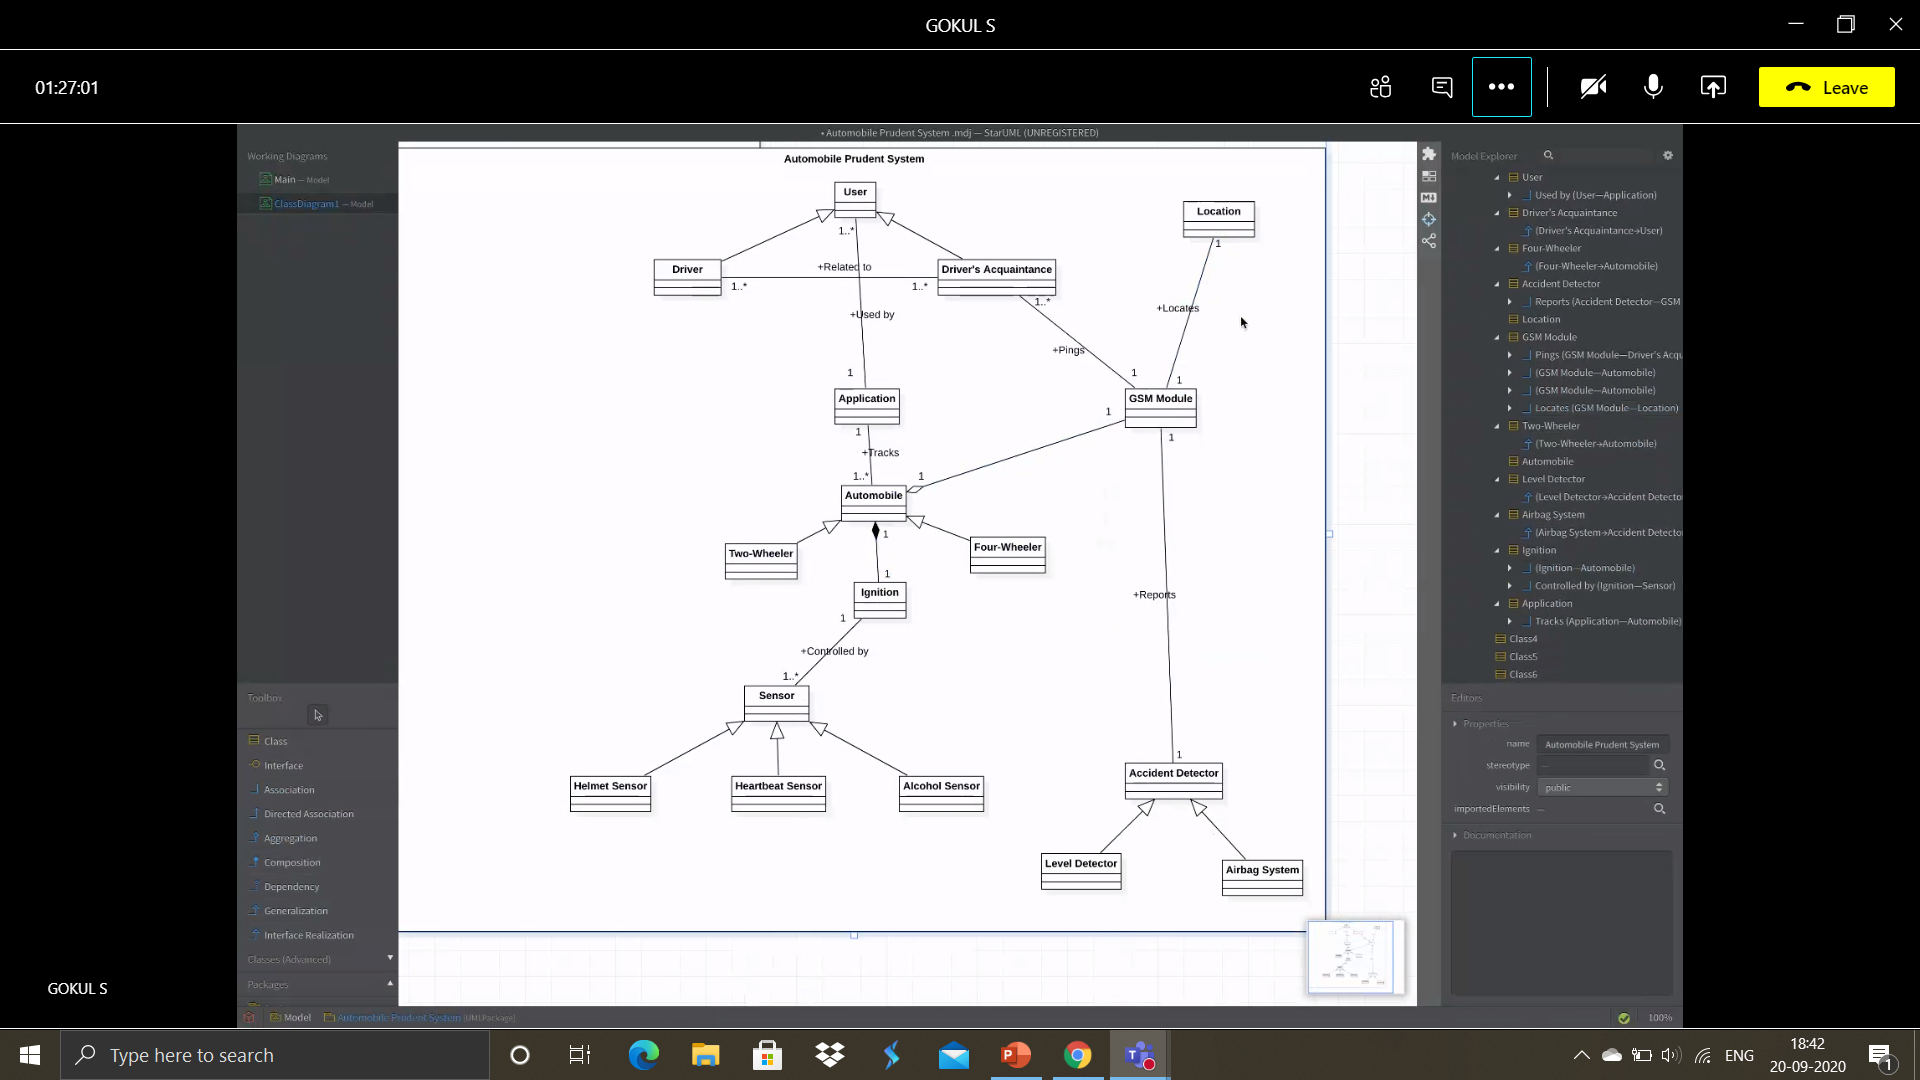 GOKUL S
01:27:01
Leave
• Automobile Prudent System .mdj — StarUML (UNREGISTERED)
Working Diagrams
Main — Model
ClassDiagram1 — Model
Automobile Prudent System
User
1..*
Location
1
Driver
+Related to
Driver's Acquaintance
1..*
1..*
1..*
+Used by
+Locates
+Pings
1
1
1
Application
GSM Module
1
1
1
+Tracks
1..*
1
Automobile
1
Two-Wheeler
Four-Wheeler
1
Ignition
1
+Reports
+Controlled by
1..*
Sensor
1
Helmet Sensor
Heartbeat Sensor
Alcohol Sensor
Accident Detector
Level Detector
Airbag System
Toolbox
Class
Interface
Association
Directed Association
Aggregation
Composition
Dependency
Generalization
Interface Realization
Classes (Advanced)
Packages
Model Explorer
User
Used by (User—Application)
Driver's Acquaintance
(Driver's Acquaintance→User)
Four-Wheeler
(Four-Wheeler→Automobile)
Accident Detector
Reports (Accident Detector—GSM
Location
GSM Module
Pings (GSM Module—Driver's Acqu
(GSM Module—Automobile)
(GSM Module—Automobile)
Locates (GSM Module—Location)
Two-Wheeler
(Two-Wheeler→Automobile)
Automobile
Level Detector
(Level Detector→Accident Detecto
Airbag System
(Airbag System→Accident Detecto
Ignition
(Ignition—Automobile)
Controlled by (Ignition—Sensor)
Application
Tracks (Application—Automobile)
Class4
Class5
Class6
Editors
Properties
name Automobile Prudent System
stereotype —
visibility public
importedElements —
Documentation
GOKUL S
Model Automobile Prudent System [UMLPackage]
100%
Type here to search
ENG
18:42
20-09-2020
1